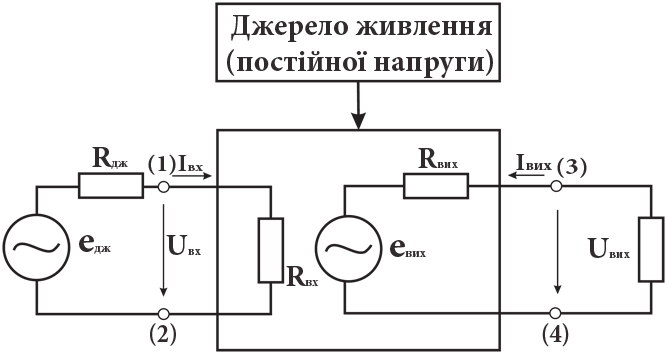 Джерело живлення
(постійної напруги)
Rдж
(1)
Iвх
Rвих
Iвих
(3)
eдж
Uвх
Rвх
eвих
Uвих
(2)
(4)